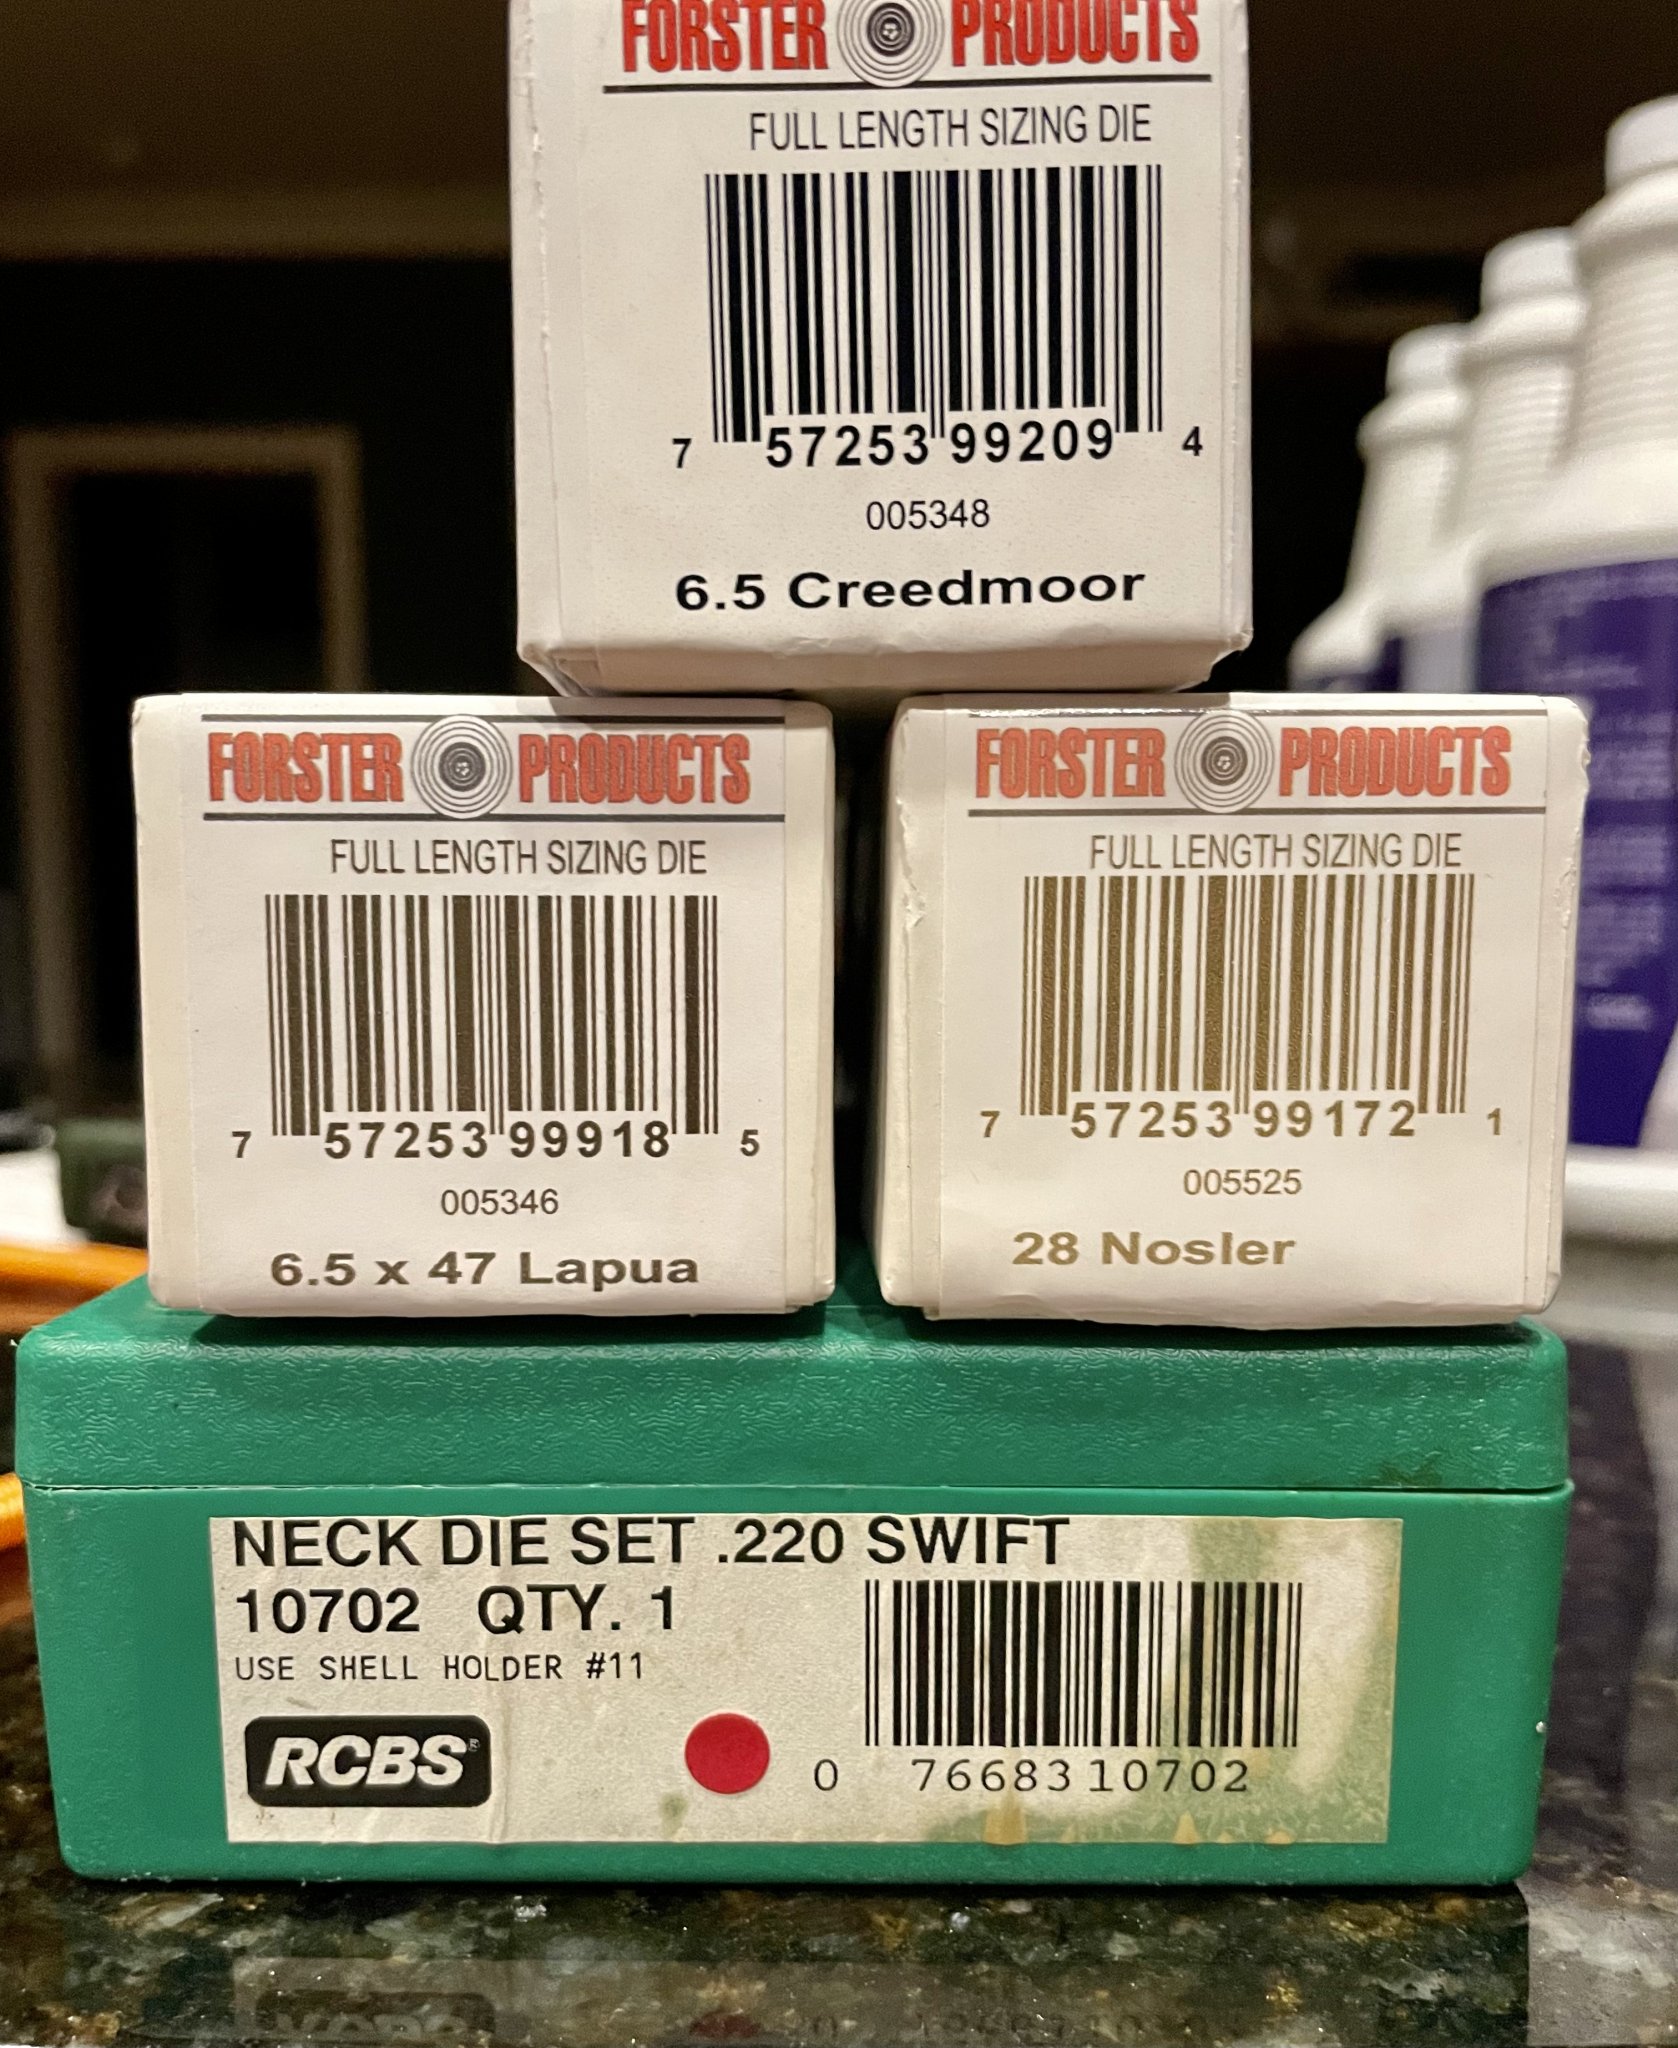 FORSTER PRODUCTS
FULL LENGTH SIZING DIE
7 57253 99209 4
005348
6.5 Creedmoor
FORSTER PRODUCTS
FULL LENGTH SIZING DIE
7 57253 99918 5
005346
6.5 x 47 Lapua
FORSTER PRODUCTS
FULL LENGTH SIZING DIE
7 57253 99172 1
005525
28 Nosler
NECK DIE SET .220 SWIFT
10702 QTY. 1
USE SHELL HOLDER #11
RCBS®
0 76683 10702